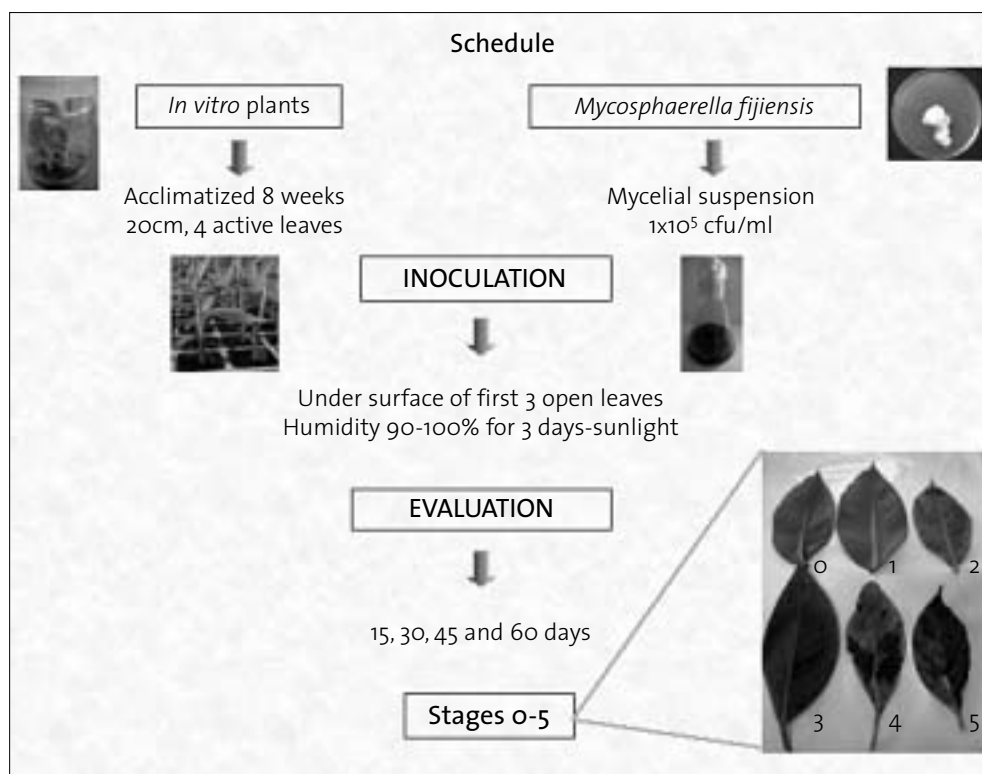 Schedule
In vitro plants
Mycosphaerella fijiensis
Acclimatized 8 weeks
20cm, 4 active leaves
Mycelial suspension
1x10⁵ cfu/ml
INOCULATION
Under surface of first 3 open leaves
Humidity 90-100% for 3 days-sunlight
EVALUATION
15, 30, 45 and 60 days
Stages 0-5
0 1 2
3 4 5